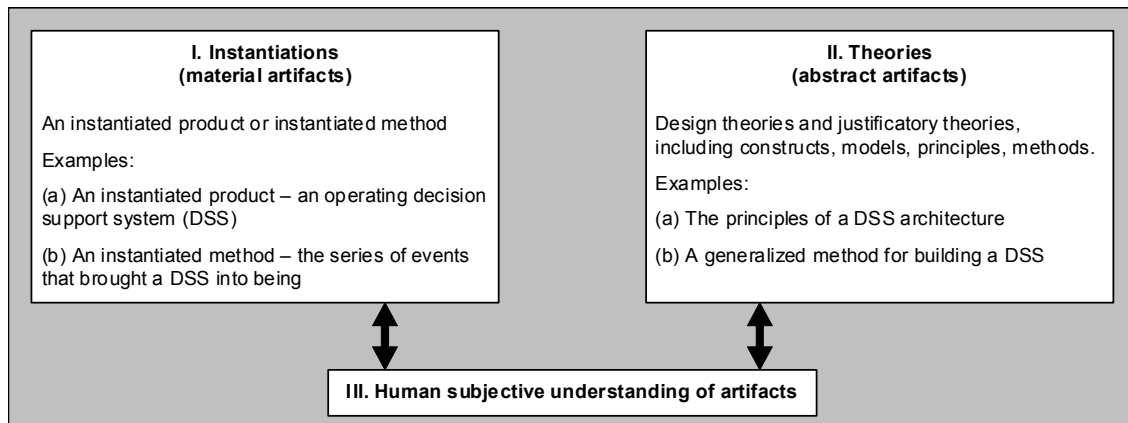 I. Instantiations
(material artifacts)
An instantiated product or instantiated method
Examples:
(a) An instantiated product – an operating decision
support system (DSS)
(b) An instantiated method – the series of events
that brought a DSS into being
II. Theories
(abstract artifacts)
Design theories and justificatory theories,
including constructs, models, principles, methods.
Examples:
(a) The principles of a DSS architecture
(b) A generalized method for building a DSS
III. Human subjective understanding of artifacts